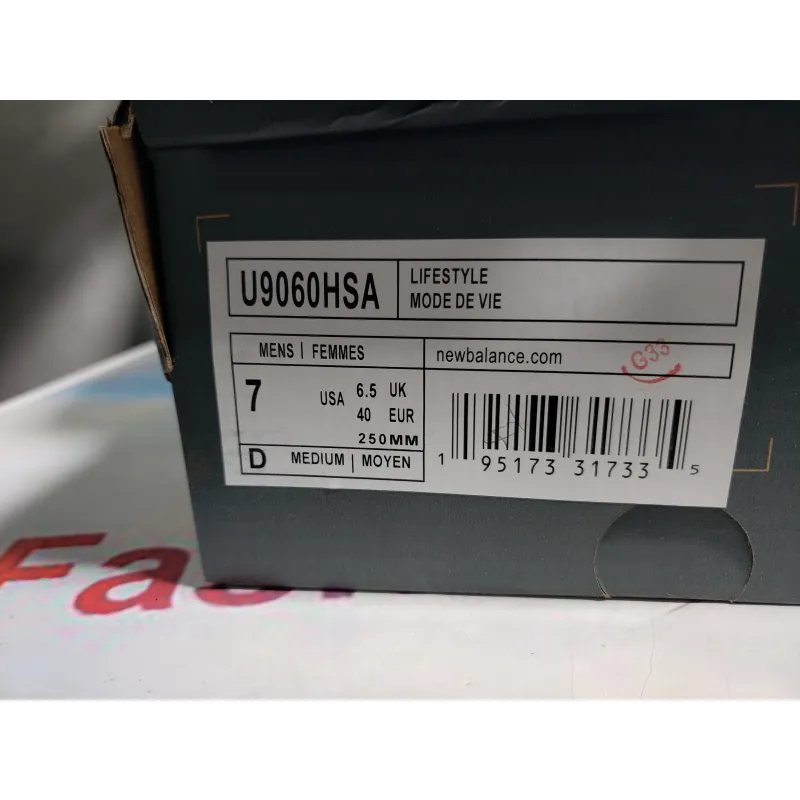 U9060HSA
LIFESTYLE
MODE DE VIE
MENS | FEMMES
newbalance.com
G33
7 USA 6.5 UK
40 EUR
250MM
D MEDIUM | MOYEN
1 95173 31733 5
Fas